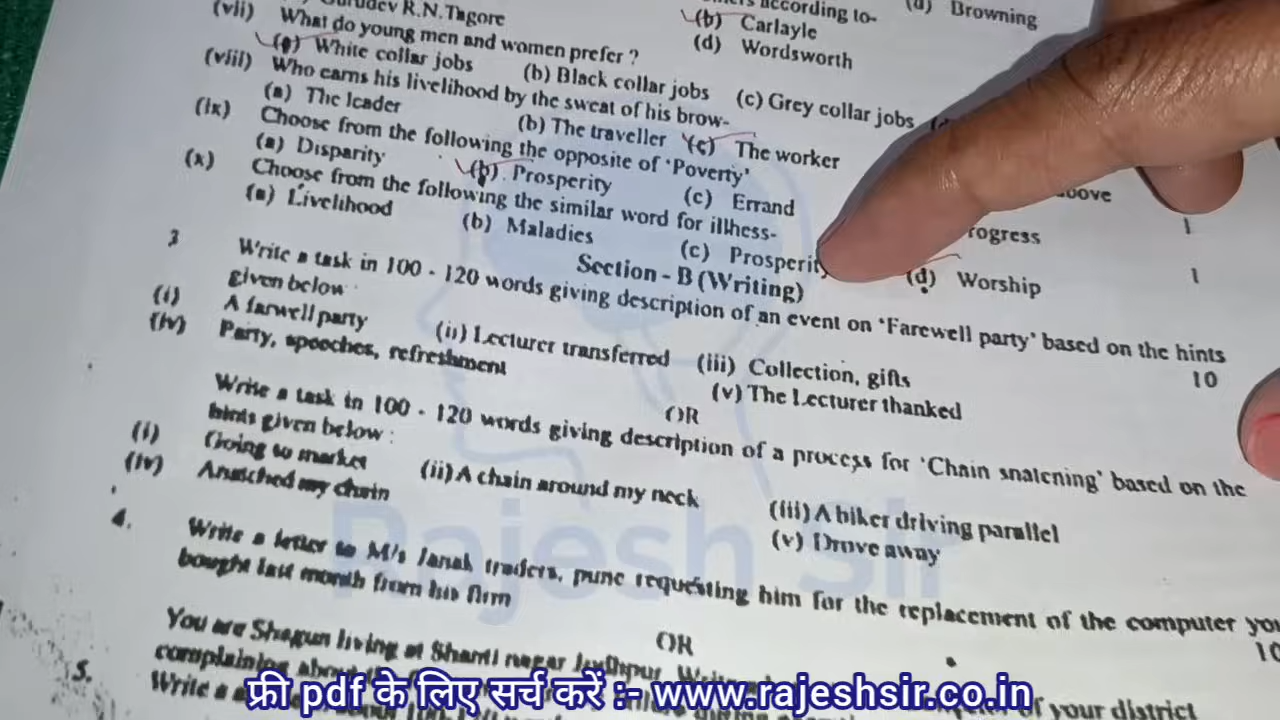 Gurudev R.N.Tagore
according to-
(b) Carlayle
(d) Browning
(d) Wordsworth
(vii) What do young men and women prefer ?
(a) White collar jobs (b) Black collar jobs (c) Grey collar jobs
(viii) Who earns his livelihood by the sweat of his brow-
(a) The leader (b) The traveller (c) The worker
(ix) Choose from the following the opposite of 'Poverty'
(a) Disparity (b) Prosperity (c) Errand
(x) Choose from the following the similar word for illhess-
(a) Livelihood (b) Maladies (c) Prosperity (d) Worship 1
Section - B (Writing)
3 Write a task in 100 - 120 words giving description of an event on 'Farewell party' based on the hints
given below 10
(i) A farwell party (ii) Lecturer transferred (iii) Collection, gifls
(iv) Party, speeches, refreshment (v) The Lecturer thanked
OR
Write a task in 100 - 120 words giving description of a process for 'Chain snatening' based on the
hints given below :
(i) Going to market (ii) A chain around my neck (iii) A biker driving parallel
(iv) Anatched my chain (v) Drove away
4. Write a letter to M's Janak traders, pune requesting him for the replacement of the computer you
bought last month from his firm 10
OR
You are Shagun living at Shanti nagar
complaining about the of your district
5. Write a
Rajesh Sir
फ्री pdf के लिए सर्च करें :- www.rajeshsir.co.in